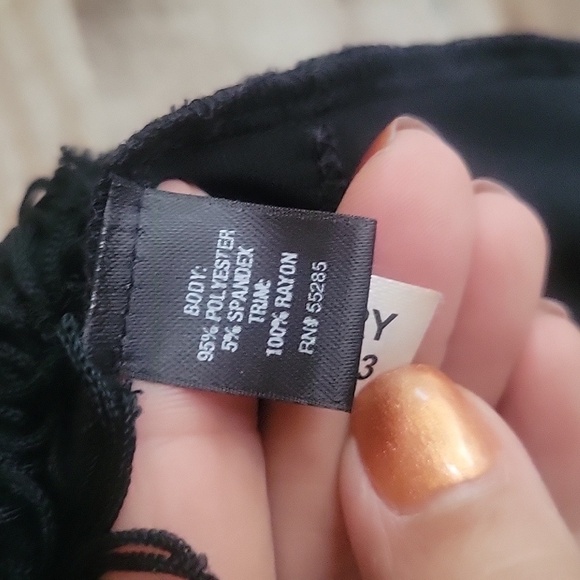 BODY:
95% POLYESTER
5% SPANDEX
TRIM:
100% RAYON
RN# 55285
Y
3